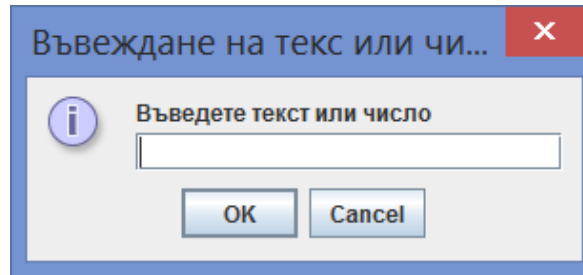 Въвеждане на текс или чи...
Въведете текст или число
OK
Cancel